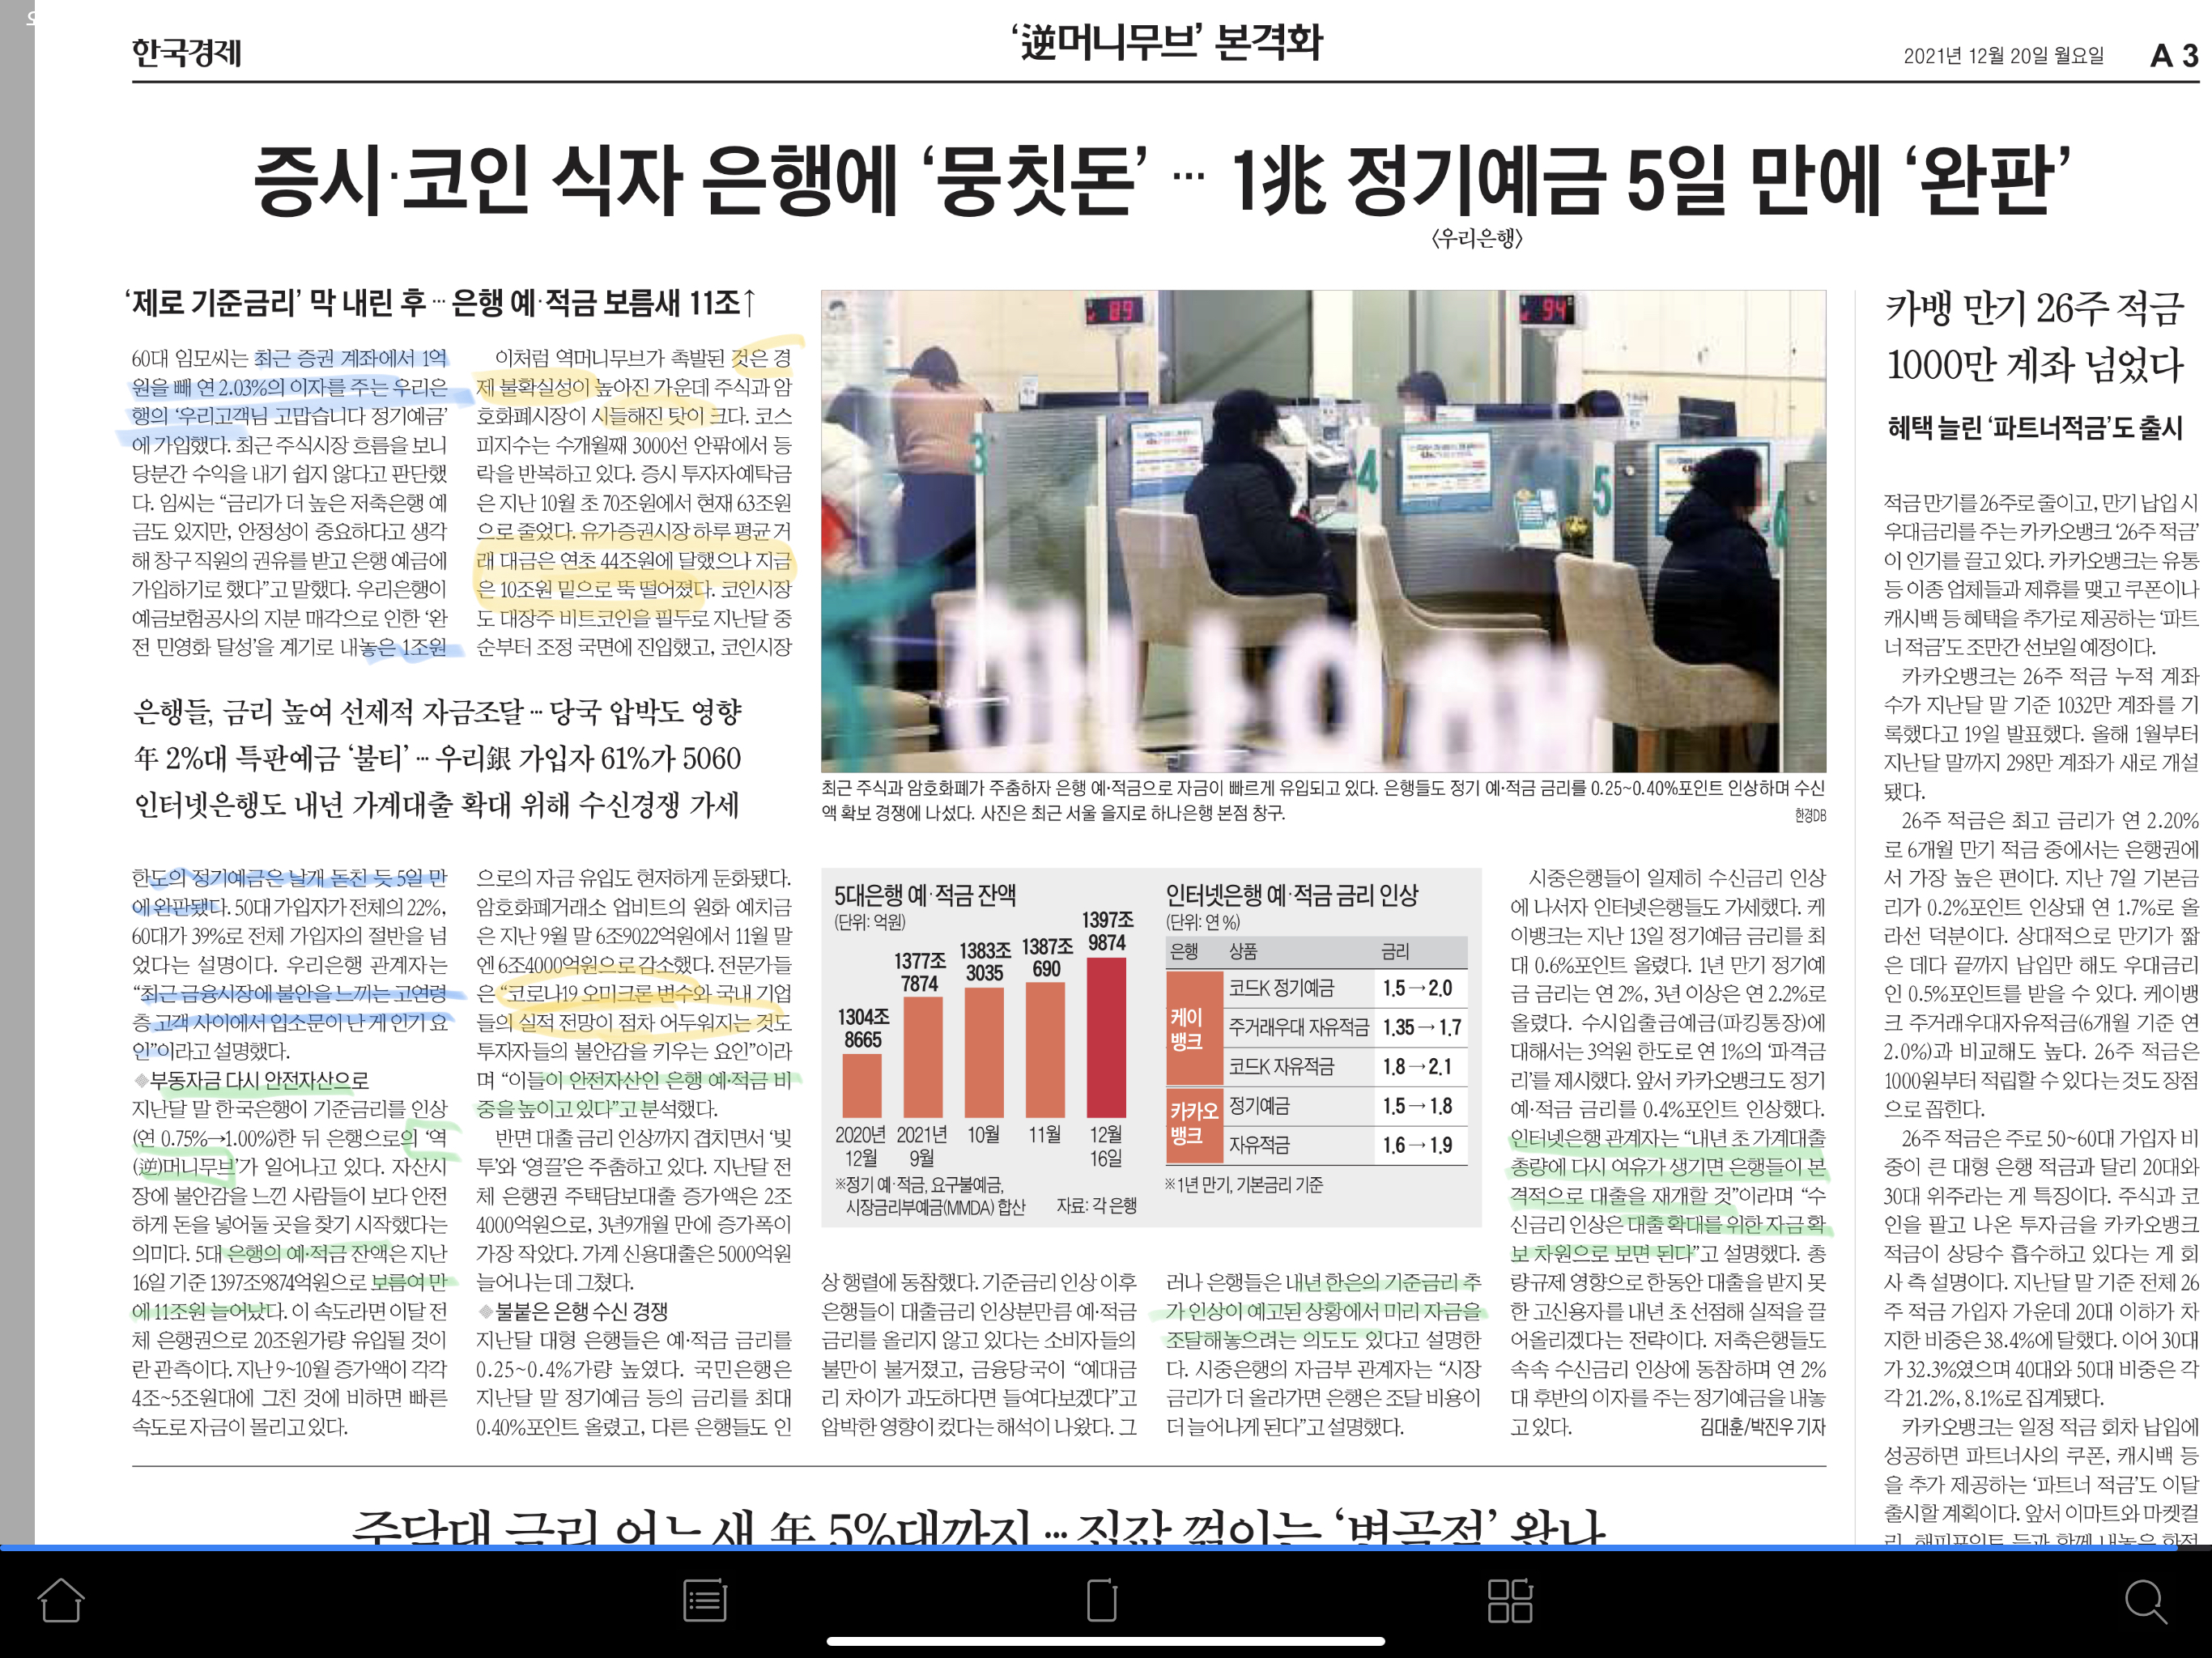 한국경제
‘逆머니무브’ 본격화
2021년 12월 20일 월요일
A 3
증시·코인 식자 은행에 ‘뭉칫돈’ … 1兆 정기예금 5일 만에 ‘완판’
〈우리은행〉
‘제로 기준금리’ 막 내린 후 … 은행 예·적금 보름새 11조↑
60대 임모씨는 최근 증권 계좌에서 1억
원을 빼 연 2.03%의 이자를 주는 우리은
행의 ‘우리고객님 고맙습니다 정기예금’
에 가입했다. 최근 주식시장 흐름을 보니
당분간 수익을 내기 쉽지 않다고 판단했
다. 임씨는 “금리가 더 높은 저축은행 예
금도 있지만, 안정성이 중요하다고 생각
해 창구 직원의 권유를 받고 은행 예금에
가입하기로 했다”고 말했다. 우리은행이
예금보험공사의 지분 매각으로 인한 ‘완
전 민영화 달성’을 계기로 내놓은 1조원
이처럼 역머니무브가 촉발된 것은 경
제 불확실성이 높아진 가운데 주식과 암
호화폐시장이 시들해진 탓이 크다. 코스
피지수는 수개월째 3000선 안팎에서 등
락을 반복하고 있다. 증시 투자자예탁금
은 지난 10월 초 70조원에서 현재 63조원
으로 줄었다. 유가증권시장 하루 평균 거
래 대금은 연초 44조원에 달했으나 지금
은 10조원 밑으로 뚝 떨어졌다. 코인시장
도 대장주 비트코인을 필두로 지난달 중
순부터 조정 국면에 진입했고, 코인시장
은행들, 금리 높여 선제적 자금조달 … 당국 압박도 영향
年 2%대 특판예금 ‘불티’ … 우리銀 가입자 61%가 5060
인터넷은행도 내년 가계대출 확대 위해 수신경쟁 가세
89
94
3
4
5
6
하나은행
최근 주식과 암호화폐가 주춤하자 은행 예·적금으로 자금이 빠르게 유입되고 있다. 은행들도 정기 예·적금 금리를 0.25~0.40%포인트 인상하며 수신
액 확보 경쟁에 나섰다. 사진은 최근 서울 을지로 하나은행 본점 창구.
한경DB
한도의 정기예금은 날개 돋친 듯 5일 만
에 완판됐다. 50대 가입자가 전체의 22%,
60대가 39%로 전체 가입자의 절반을 넘
었다는 설명이다. 우리은행 관계자는
“최근 금융시장에 불안을 느끼는 고연령
층 고객 사이에서 입소문이 난 게 인기 요
인”이라고 설명했다.
◆부동자금 다시 안전자산으로
지난달 말 한국은행이 기준금리를 인상
(연 0.75%→1.00%)한 뒤 은행으로의 ‘역
(逆)머니무브’가 일어나고 있다. 자산시
장에 불안감을 느낀 사람들이 보다 안전
하게 돈을 넣어둘 곳을 찾기 시작했다는
의미다. 5대 은행의 예·적금 잔액은 지난
16일 기준 1397조9874억원으로 보름여 만
에 11조원 늘어났다. 이 속도라면 이달 전
체 은행권으로 20조원가량 유입될 것이
란 관측이다. 지난 9~10월 증가액이 각각
4조~5조원대에 그친 것에 비하면 빠른
속도로 자금이 몰리고 있다.
으로의 자금 유입도 현저하게 둔화됐다.
암호화폐거래소 업비트의 원화 예치금
은 지난 9월 말 6조9022억원에서 11월 말
엔 6조4000억원으로 감소했다. 전문가들
은 “코로나19 오미크론 변수와 국내 기업
들의 실적 전망이 점차 어두워지는 것도
투자자들의 불안감을 키우는 요인”이라
며 “이들이 안전자산인 은행 예·적금 비
중을 높이고 있다”고 분석했다.
반면 대출 금리 인상까지 겹치면서 ‘빚
투’와 ‘영끌’은 주춤하고 있다. 지난달 전
체 은행권 주택담보대출 증가액은 2조
4000억원으로, 3년9개월 만에 증가폭이
가장 작았다. 가계 신용대출은 5000억원
늘어나는 데 그쳤다.
◆불붙은 은행 수신 경쟁
지난달 대형 은행들은 예·적금 금리를
0.25~0.4%가량 높였다. 국민은행은
지난달 말 정기예금 등의 금리를 최대
0.40%포인트 올렸고, 다른 은행들도 인
5대은행 예·적금 잔액
(단위: 억원)
1304조
8665
1377조
7874
1383조
3035
1387조
690
1397조
9874
2020년
12월
2021년
9월
10월
11월
12월
16일
※정기 예·적금, 요구불예금,
시장금리부예금(MMDA) 합산
자료: 각 은행
인터넷은행 예·적금 금리 인상
(단위: 연 %)
은행 상품 금리
케이
뱅크
코드K 정기예금 1.5→2.0
주거래우대 자유적금 1.35→1.7
코드K 자유적금 1.8→2.1
카카오
뱅크
정기예금 1.5→1.8
자유적금 1.6→1.9
※1년 만기, 기본금리 기준
상 행렬에 동참했다. 기준금리 인상 이후
은행들이 대출금리 인상분만큼 예·적금
금리를 올리지 않고 있다는 소비자들의
불만이 불거졌고, 금융당국이 “예대금
리 차이가 과도하다면 들여다보겠다”고
압박한 영향이 컸다는 해석이 나왔다. 그
러나 은행들은 내년 한은의 기준금리 추
가 인상이 예고된 상황에서 미리 자금을
조달해놓으려는 의도도 있다고 설명한
다. 시중은행의 자금부 관계자는 “시장
금리가 더 올라가면 은행은 조달 비용이
더 늘어나게 된다”고 설명했다.
시중은행들이 일제히 수신금리 인상
에 나서자 인터넷은행들도 가세했다. 케
이뱅크는 지난 13일 정기예금 금리를 최
대 0.6%포인트 올렸다. 1년 만기 정기예
금 금리는 연 2%, 3년 이상은 연 2.2%로
올렸다. 수시입출금예금(파킹통장)에
대해서는 3억원 한도로 연 1%의 ‘파격금
리’를 제시했다. 앞서 카카오뱅크도 정기
예·적금 금리를 0.4%포인트 인상했다.
인터넷은행 관계자는 “내년 초 가계대출
총량에 다시 여유가 생기면 은행들이 본
격적으로 대출을 재개할 것”이라며 “수
신금리 인상은 대출 확대를 위한 자금 확
보 차원으로 보면 된다”고 설명했다. 총
량규제 영향으로 한동안 대출을 받지 못
한 고신용자를 내년 초 선점해 실적을 끌
어올리겠다는 전략이다. 저축은행들도
속속 수신금리 인상에 동참하며 연 2%
대 후반의 이자를 주는 정기예금을 내놓
고 있다.
김대훈/박진우 기자
카뱅 만기 26주 적금
1000만 계좌 넘었다
혜택 늘린 ‘파트너적금’도 출시
적금 만기를 26주로 줄이고, 만기 납입 시
우대금리를 주는 카카오뱅크 ‘26주 적금’
이 인기를 끌고 있다. 카카오뱅크는 유통
등 이종 업체들과 제휴를 맺고 쿠폰이나
캐시백 등 혜택을 추가로 제공하는 ‘파트
너 적금’도 조만간 선보일 예정이다.
카카오뱅크는 26주 적금 누적 계좌
수가 지난달 말 기준 1032만 계좌를 기
록했다고 19일 발표했다. 올해 1월부터
지난달 말까지 298만 계좌가 새로 개설
됐다.
26주 적금은 최고 금리가 연 2.20%
로 6개월 만기 적금 중에서는 은행권에
서 가장 높은 편이다. 지난 7일 기본금
리가 0.2%포인트 인상돼 연 1.7%로 올
라선 덕분이다. 상대적으로 만기가 짧
은 데다 끝까지 납입만 해도 우대금리
인 0.5%포인트를 받을 수 있다. 케이뱅
크 주거래우대자유적금(6개월 기준 연
2.0%)과 비교해도 높다. 26주 적금은
1000원부터 적립할 수 있다는 것도 장점
으로 꼽힌다.
26주 적금은 주로 50~60대 가입자 비
중이 큰 대형 은행 적금과 달리 20대와
30대 위주라는 게 특징이다. 주식과 코
인을 팔고 나온 투자금을 카카오뱅크
적금이 상당수 흡수하고 있다는 게 회
사 측 설명이다. 지난달 말 기준 전체 26
주 적금 가입자 가운데 20대 이하가 차
지한 비중은 38.4%에 달했다. 이어 30대
가 32.3%였으며 40대와 50대 비중은 각
각 21.2%, 8.1%로 집계됐다.
카카오뱅크는 일정 적금 회차 납입에
성공하면 파트너사의 쿠폰, 캐시백 등
을 추가 제공하는 ‘파트너 적금’도 이달
출시할 계획이다. 앞서 이마트와 마켓컬
리, 해피포인트 등과 함께 내놓은 한정
주담대 금리 어느새 年 5%대까지 … 집값 꺾이는 ‘변곡점’ 왔나